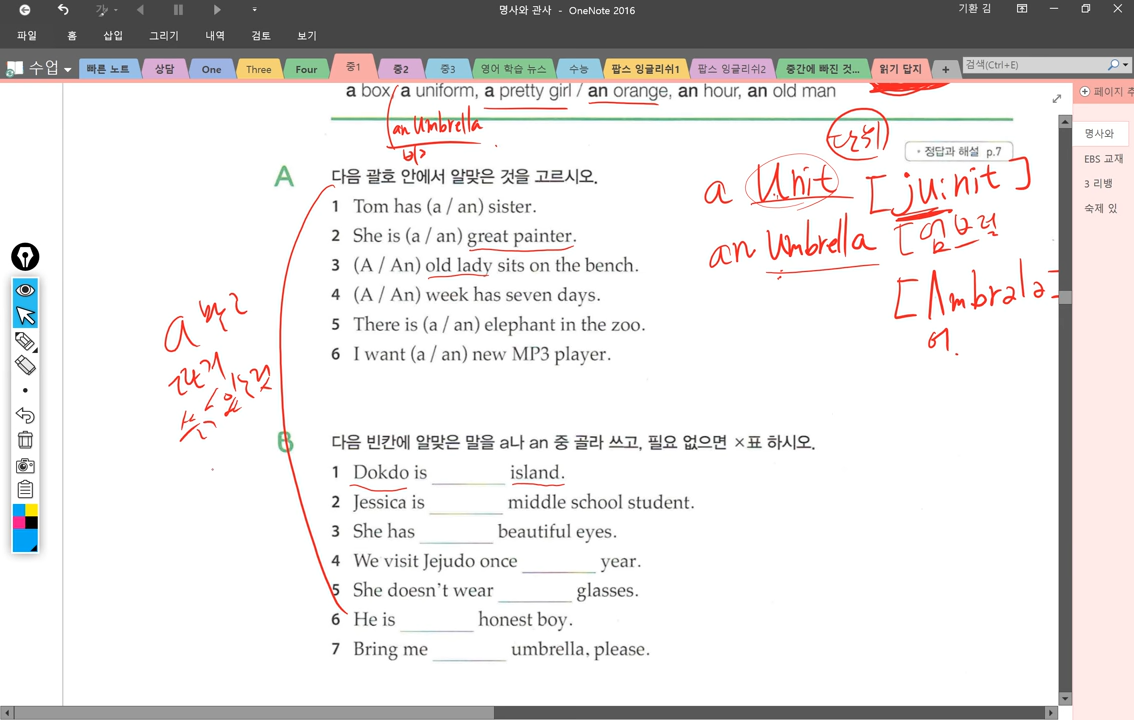 명사와 관사 - OneNote 2016
기환 김
파일 홈 삽입 그리기 내역 검토 보기
수업 빠른 노트 상담 One Three Four 중1 중2 중3 영어 학습 뉴스 수능 팝스 잉글리쉬1 팝스 잉글리쉬2 중간에 빠진 것... 읽기 답지 + 검색(Ctrl+E)
페이지 추
명사와
EBS 교재
3 리뱅
숙제 있
a box, a uniform, a pretty girl / an orange, an hour, an old man
an umbrella
단위
• 정답과 해설 p.7
a Unit [juinit]
an Umbrella [엄브럴
[ʌmbrəlа]
어
A 다음 괄호 안에서 알맞은 것을 고르시오.
1 Tom has (a / an) sister.
2 She is (a / an) great painter.
3 (A / An) old lady sits on the bench.
4 (A / An) week has seven days.
5 There is (a / an) elephant in the zoo.
6 I want (a / an) new MP3 player.
a
B 다음 빈칸에 알맞은 말을 a나 an 중 골라 쓰고, 필요 없으면 ×표 하시오.
1 Dokdo is ______ island.
2 Jessica is ______ middle school student.
3 She has ______ beautiful eyes.
4 We visit Jejudo once ______ year.
5 She doesn't wear ______ glasses.
6 He is ______ honest boy.
7 Bring me ______ umbrella, please.